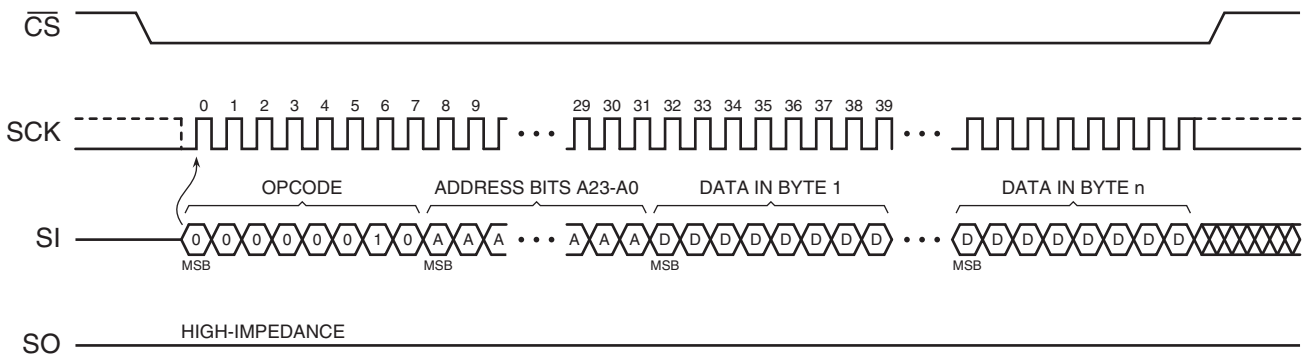 CS
0 1 2 3 4 5 6 7 8 9 29 30 31 32 33 34 35 36 37 38 39
SCK
OPCODE ADDRESS BITS A23-A0 DATA IN BYTE 1 DATA IN BYTE n
SI 0 0 0 0 0 0 1 0 A A A A A A D D D D D D D D D D D D D D D D
MSB MSB MSB MSB
HIGH-IMPEDANCE
SO